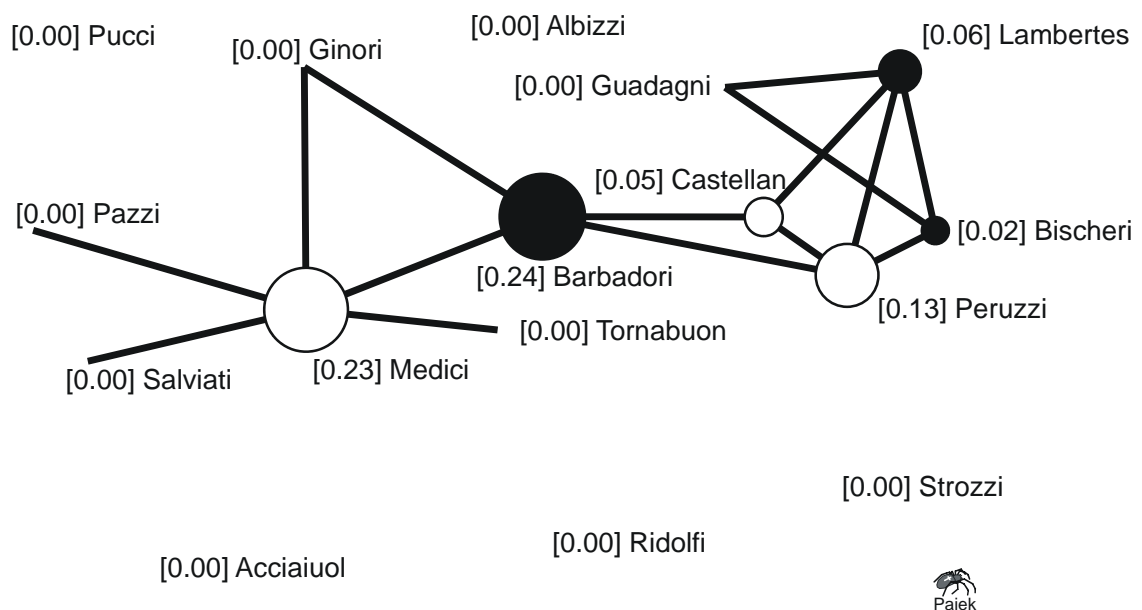 [0.00] Pucci
[0.00] Ginori
[0.00] Albizzi
[0.06] Lambertes
[0.00] Guadagni
[0.05] Castellan
[0.00] Pazzi
[0.02] Bischeri
[0.24] Barbadori
[0.13] Peruzzi
[0.00] Tornabuon
[0.00] Salviati
[0.23] Medici
[0.00] Strozzi
[0.00] Ridolfi
[0.00] Acciaiuol
Pajek